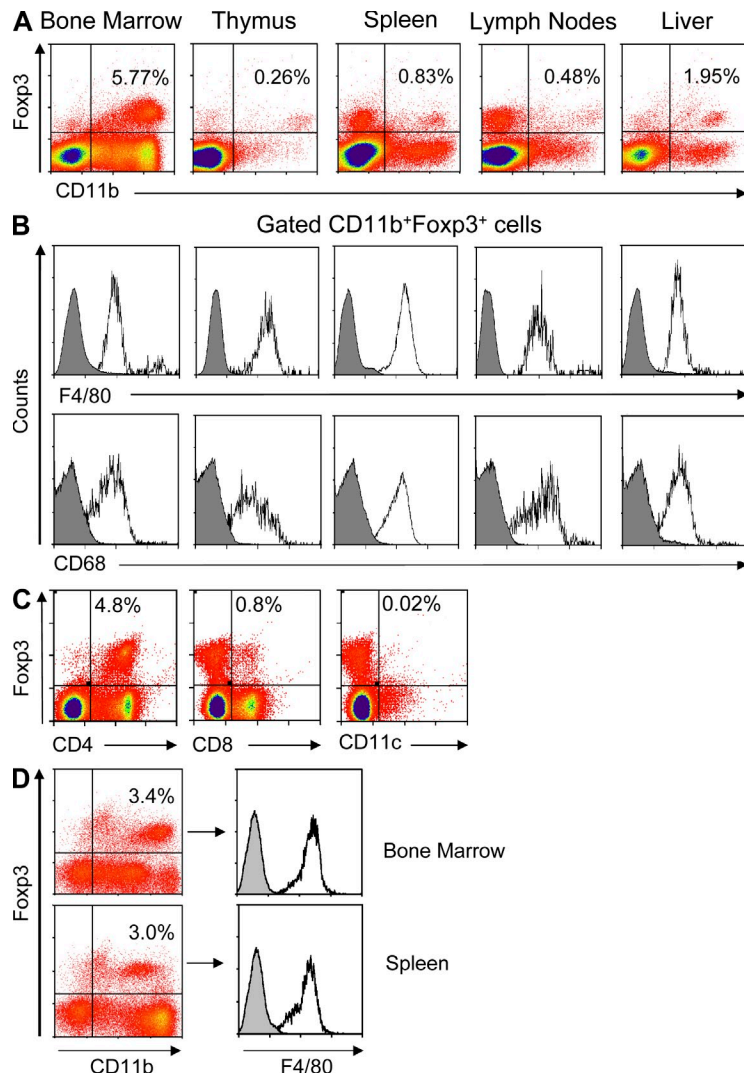 A
Bone Marrow Thymus Spleen Lymph Nodes Liver
Foxp3
5.77% 0.26% 0.83% 0.48% 1.95%
CD11b
B
Gated CD11b⁺Foxp3⁺ cells
Counts
F4/80
CD68
C
Foxp3
4.8% 0.8% 0.02%
CD4 CD8 CD11c
D
Foxp3
3.4%
Bone Marrow
3.0%
Spleen
CD11b F4/80